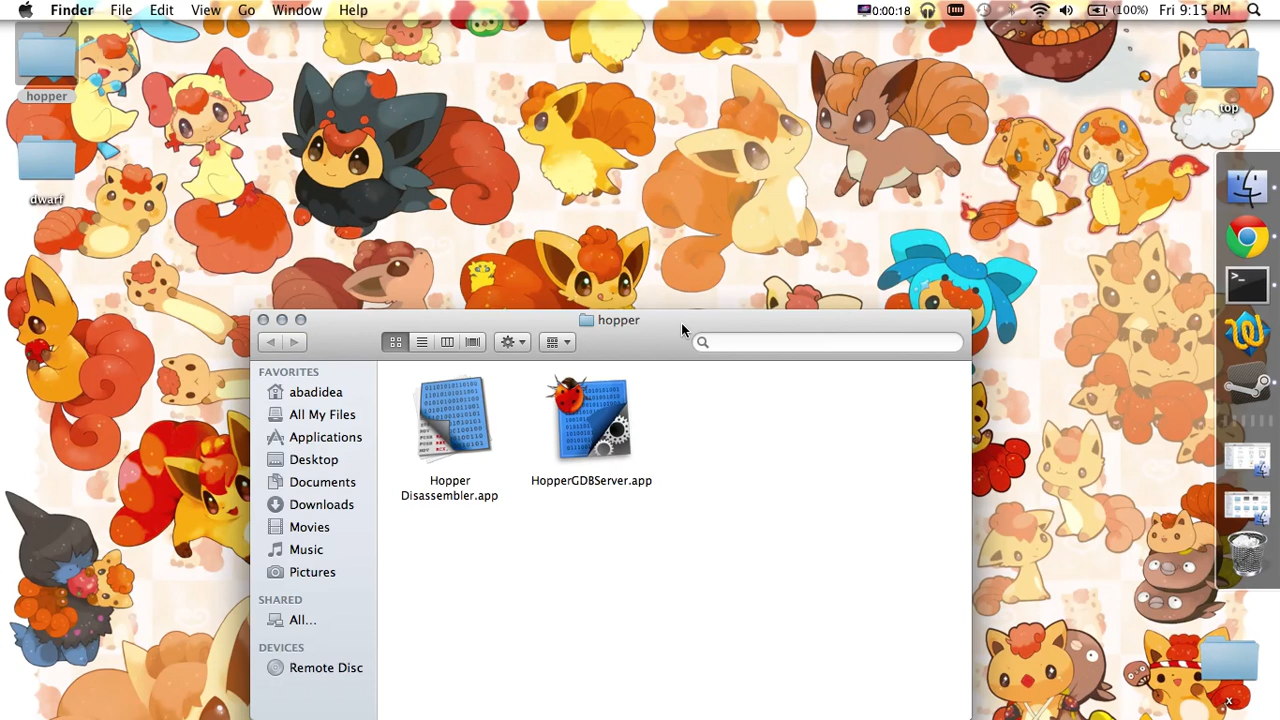 Finder File Edit View Go Window Help 0:00:18 (100%) Fri 9:15 PM
hopper
top
dwarf
hopper
FAVORITES
abadidea
All My Files
Applications
Desktop
Documents
Downloads
Movies
Music
Pictures
SHARED
All...
DEVICES
Remote Disc
Hopper
Disassembler.app
HopperGDBServer.app
x